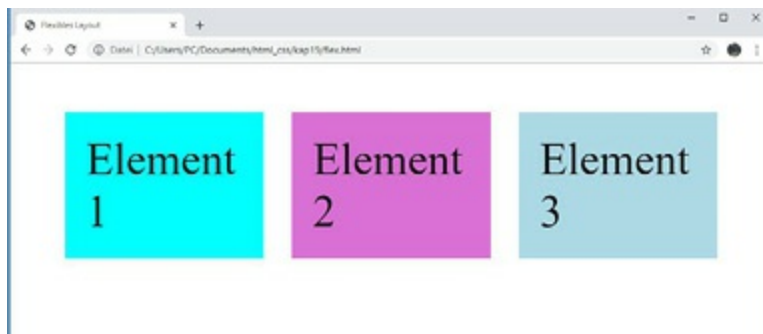 Flexibles Layout
Datei | C:/Users/PC/Documents/html_css/kap15/flex.html
Element
1
Element
2
Element
3